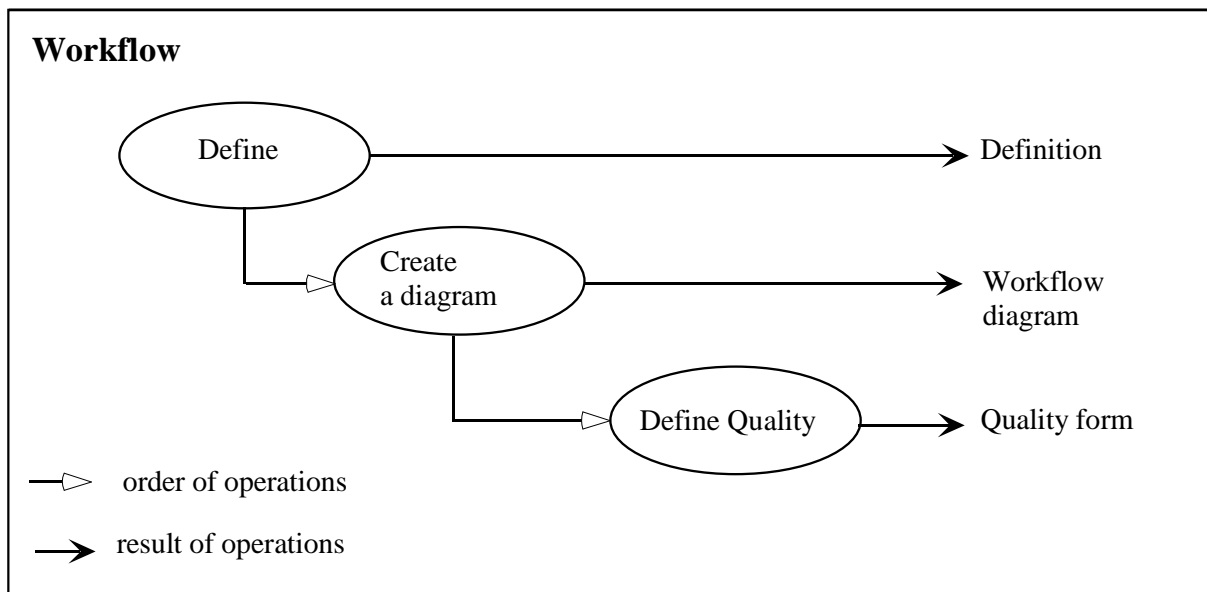 Workflow
Define
Definition
Create
a diagram
Workflow
diagram
Define Quality
Quality form
order of operations
result of operations